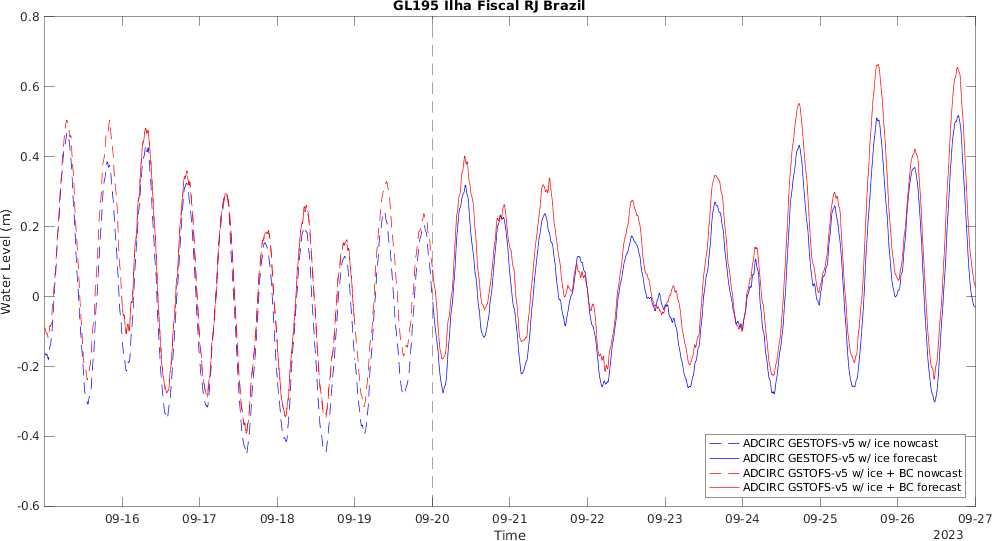 GL195 Ilha Fiscal RJ Brazil
Water Level (m)
0.8
0.6
0.4
0.2
0
-0.2
-0.4
-0.6
ADCIRC GESTOFS-v5 w/ ice nowcast
ADCIRC GESTOFS-v5 w/ ice forecast
ADCIRC GSTOFS-v5 w/ ice + BC nowcast
ADCIRC GSTOFS-v5 w/ ice + BC forecast
09-16 09-17 09-18 09-19 09-20 09-21 09-22 09-23 09-24 09-25 09-26 09-27
Time
2023